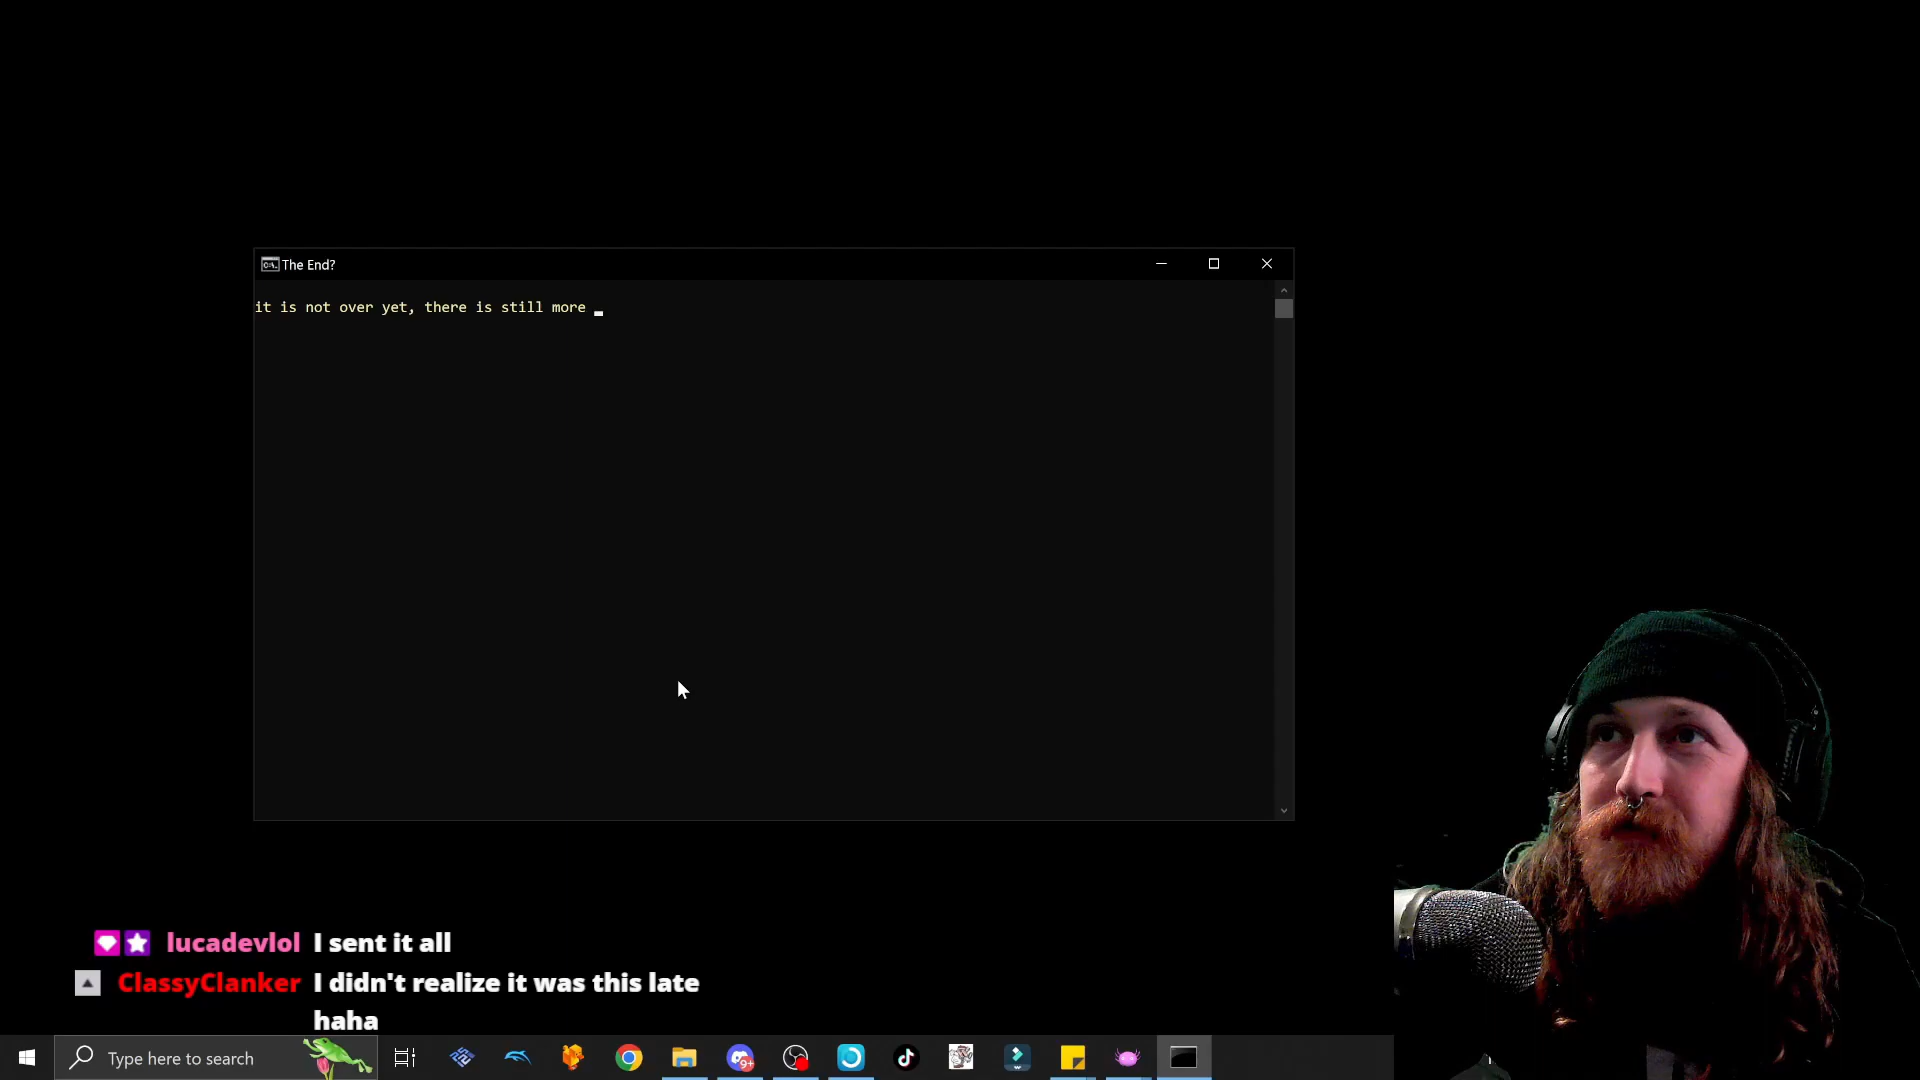 The End?
it is not over yet, there is still more
lucadevlol I sent it all
ClassyClanker I didn't realize it was this late
haha
Type here to search
9+